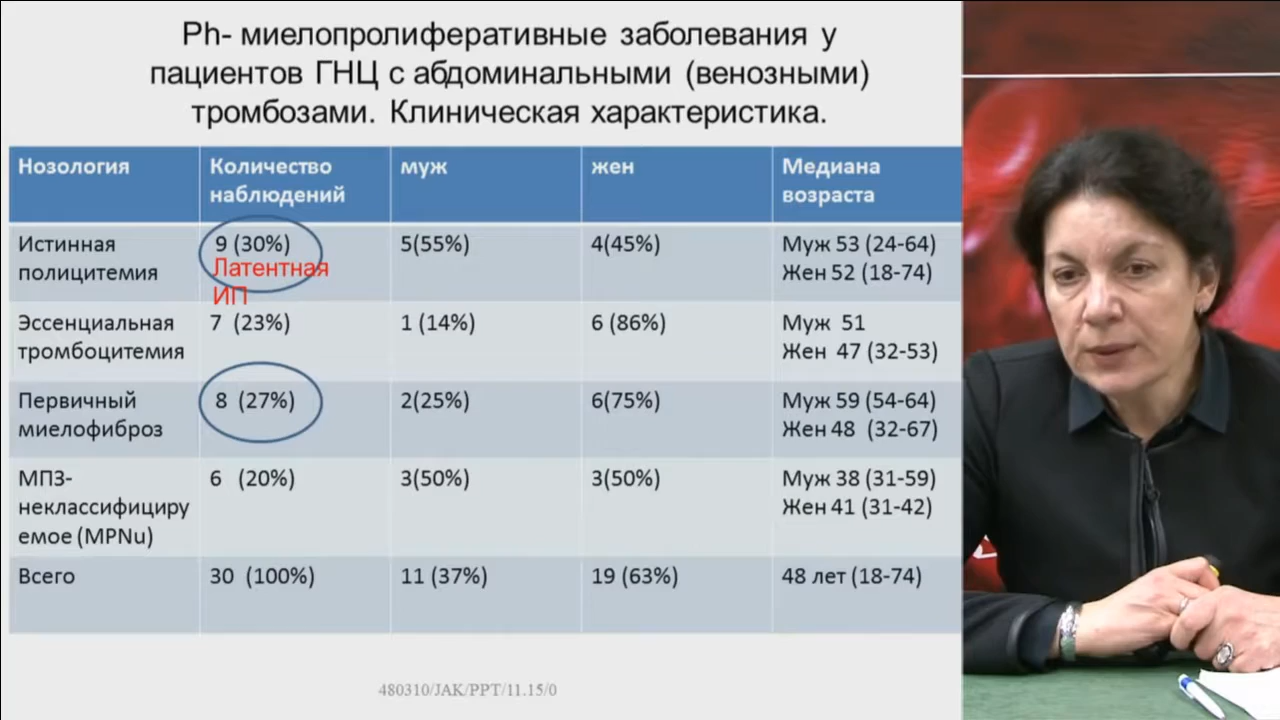 Ph- миелопролиферативные заболевания у
пациентов ГНЦ с абдоминальными (венозными)
тромбозами. Клиническая характеристика.
Нозология
Количество
наблюдений
муж
жен
Медиана
возраста
Истинная
полицитемия
9 (30%)
Латентная
ИП
5(55%)
4(45%)
Муж 53 (24-64)
Жен 52 (18-74)
Эссенциальная
тромбоцитемия
7 (23%)
1 (14%)
6 (86%)
Муж 51
Жен 47 (32-53)
Первичный
миелофиброз
8 (27%)
2(25%)
6(75%)
Муж 59 (54-64)
Жен 48 (32-67)
МПЗ-
неклассифициру
емое (MPNu)
6 (20%)
3(50%)
3(50%)
Муж 38 (31-59)
Жен 41 (31-42)
Всего
30 (100%)
11 (37%)
19 (63%)
48 лет (18-74)
480310/JAK/PPT/11.15/0